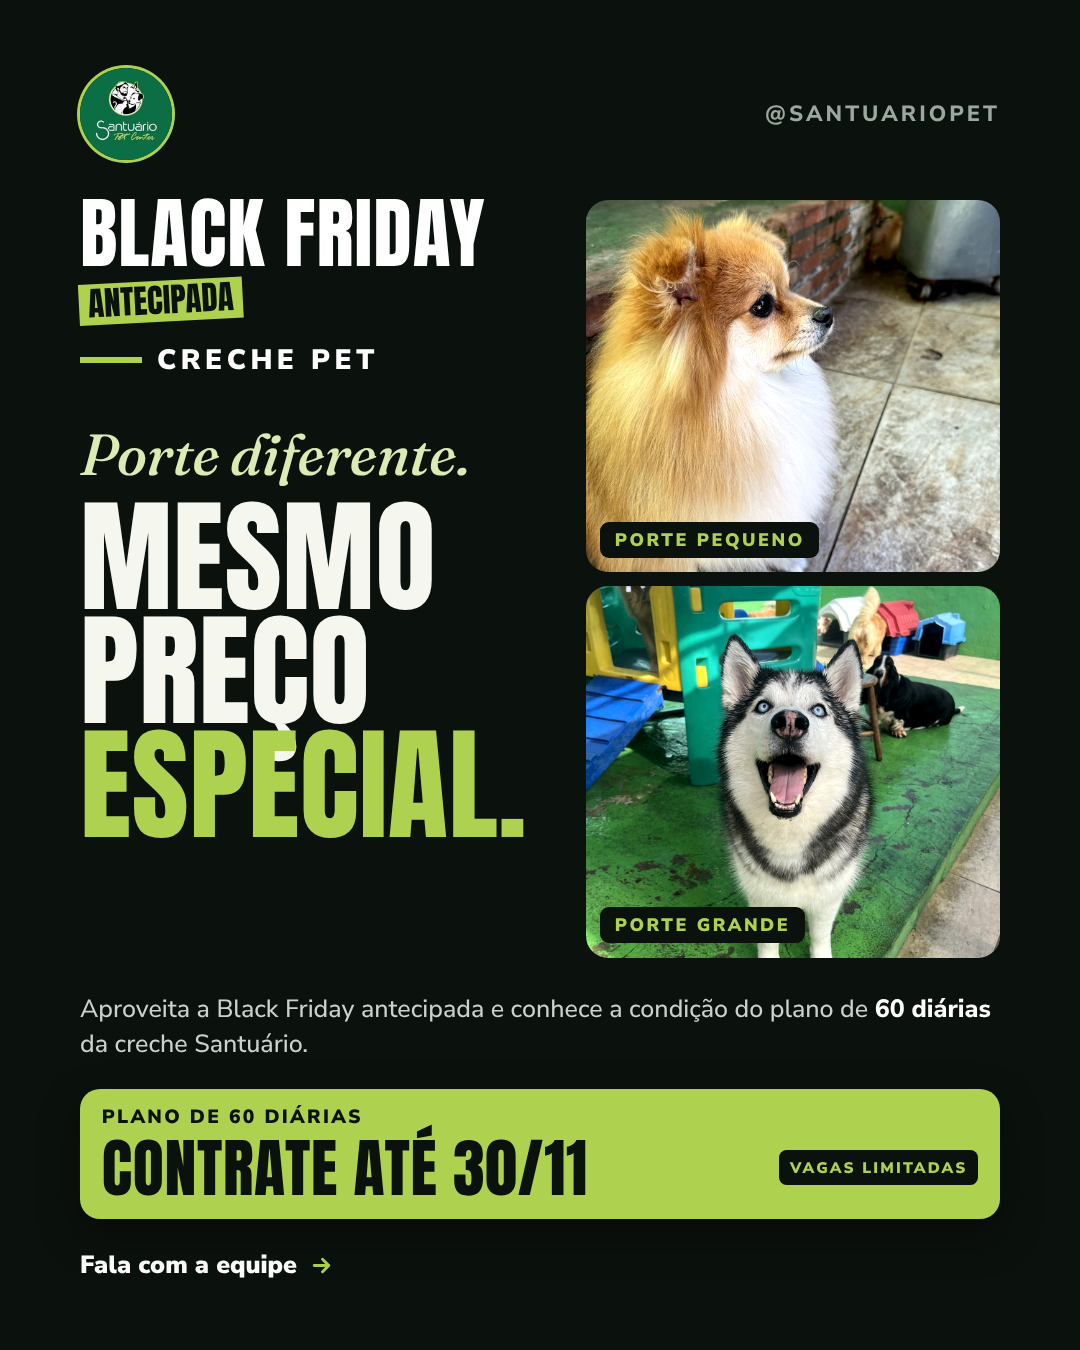 Santuário
Pet Center
@SANTUARIOPET
BLACK FRIDAY
ANTECIPADA
CRECHE PET
Porte diferente.
MESMO
PREÇO
ESPECIAL.
PORTE PEQUENO
PORTE GRANDE
Aproveita a Black Friday antecipada e conhece a condição do plano de 60 diárias
da creche Santuário.
PLANO DE 60 DIÁRIAS
CONTRATE ATÉ 30/11
VAGAS LIMITADAS
Fala com a equipe →